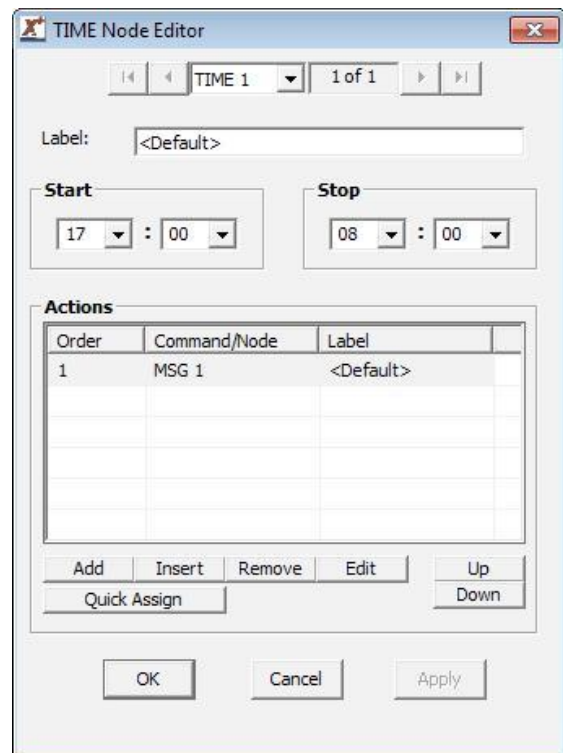 TIME Node Editor
TIME 1 1 of 1
Label: <Default>
Start Stop
17 : 00 08 : 00
Actions
Order Command/Node Label
1 MSG 1 <Default>
Add Insert Remove Edit Up
Quick Assign Down
OK Cancel Apply